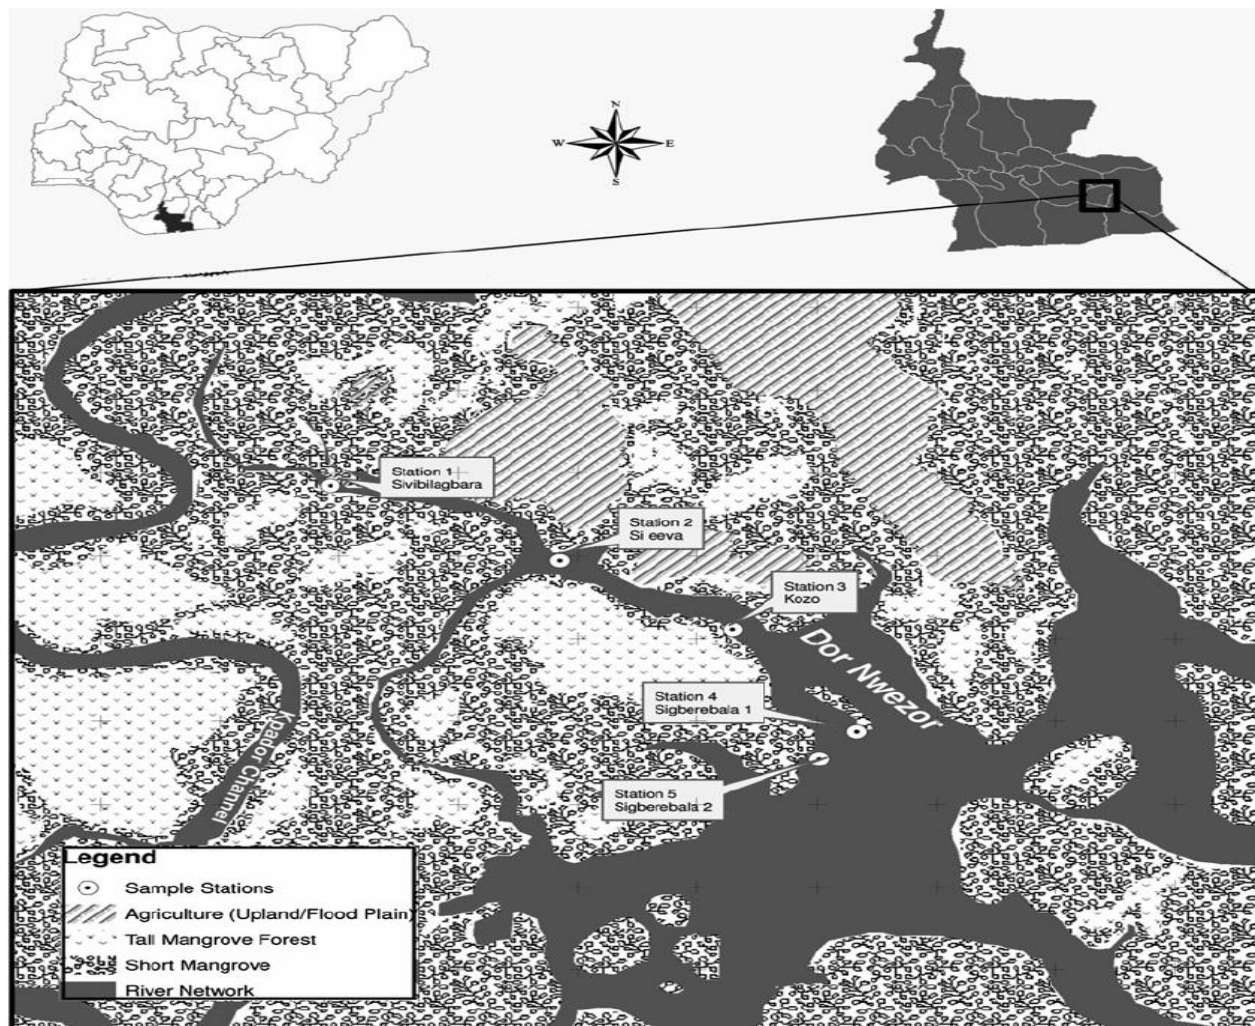 N
W
E
S
Station 1
Sivibilagbara
Station 2
Si eeva
Station 3
Kozo
Dor Nwezor
Station 4
Sigberebala 1
Station 5
Sigberebala 2
Kpador Channel
Legend
Sample Stations
Agriculture (Upland/Flood Plain)
Tall Mangrove Forest
Short Mangrove
River Network